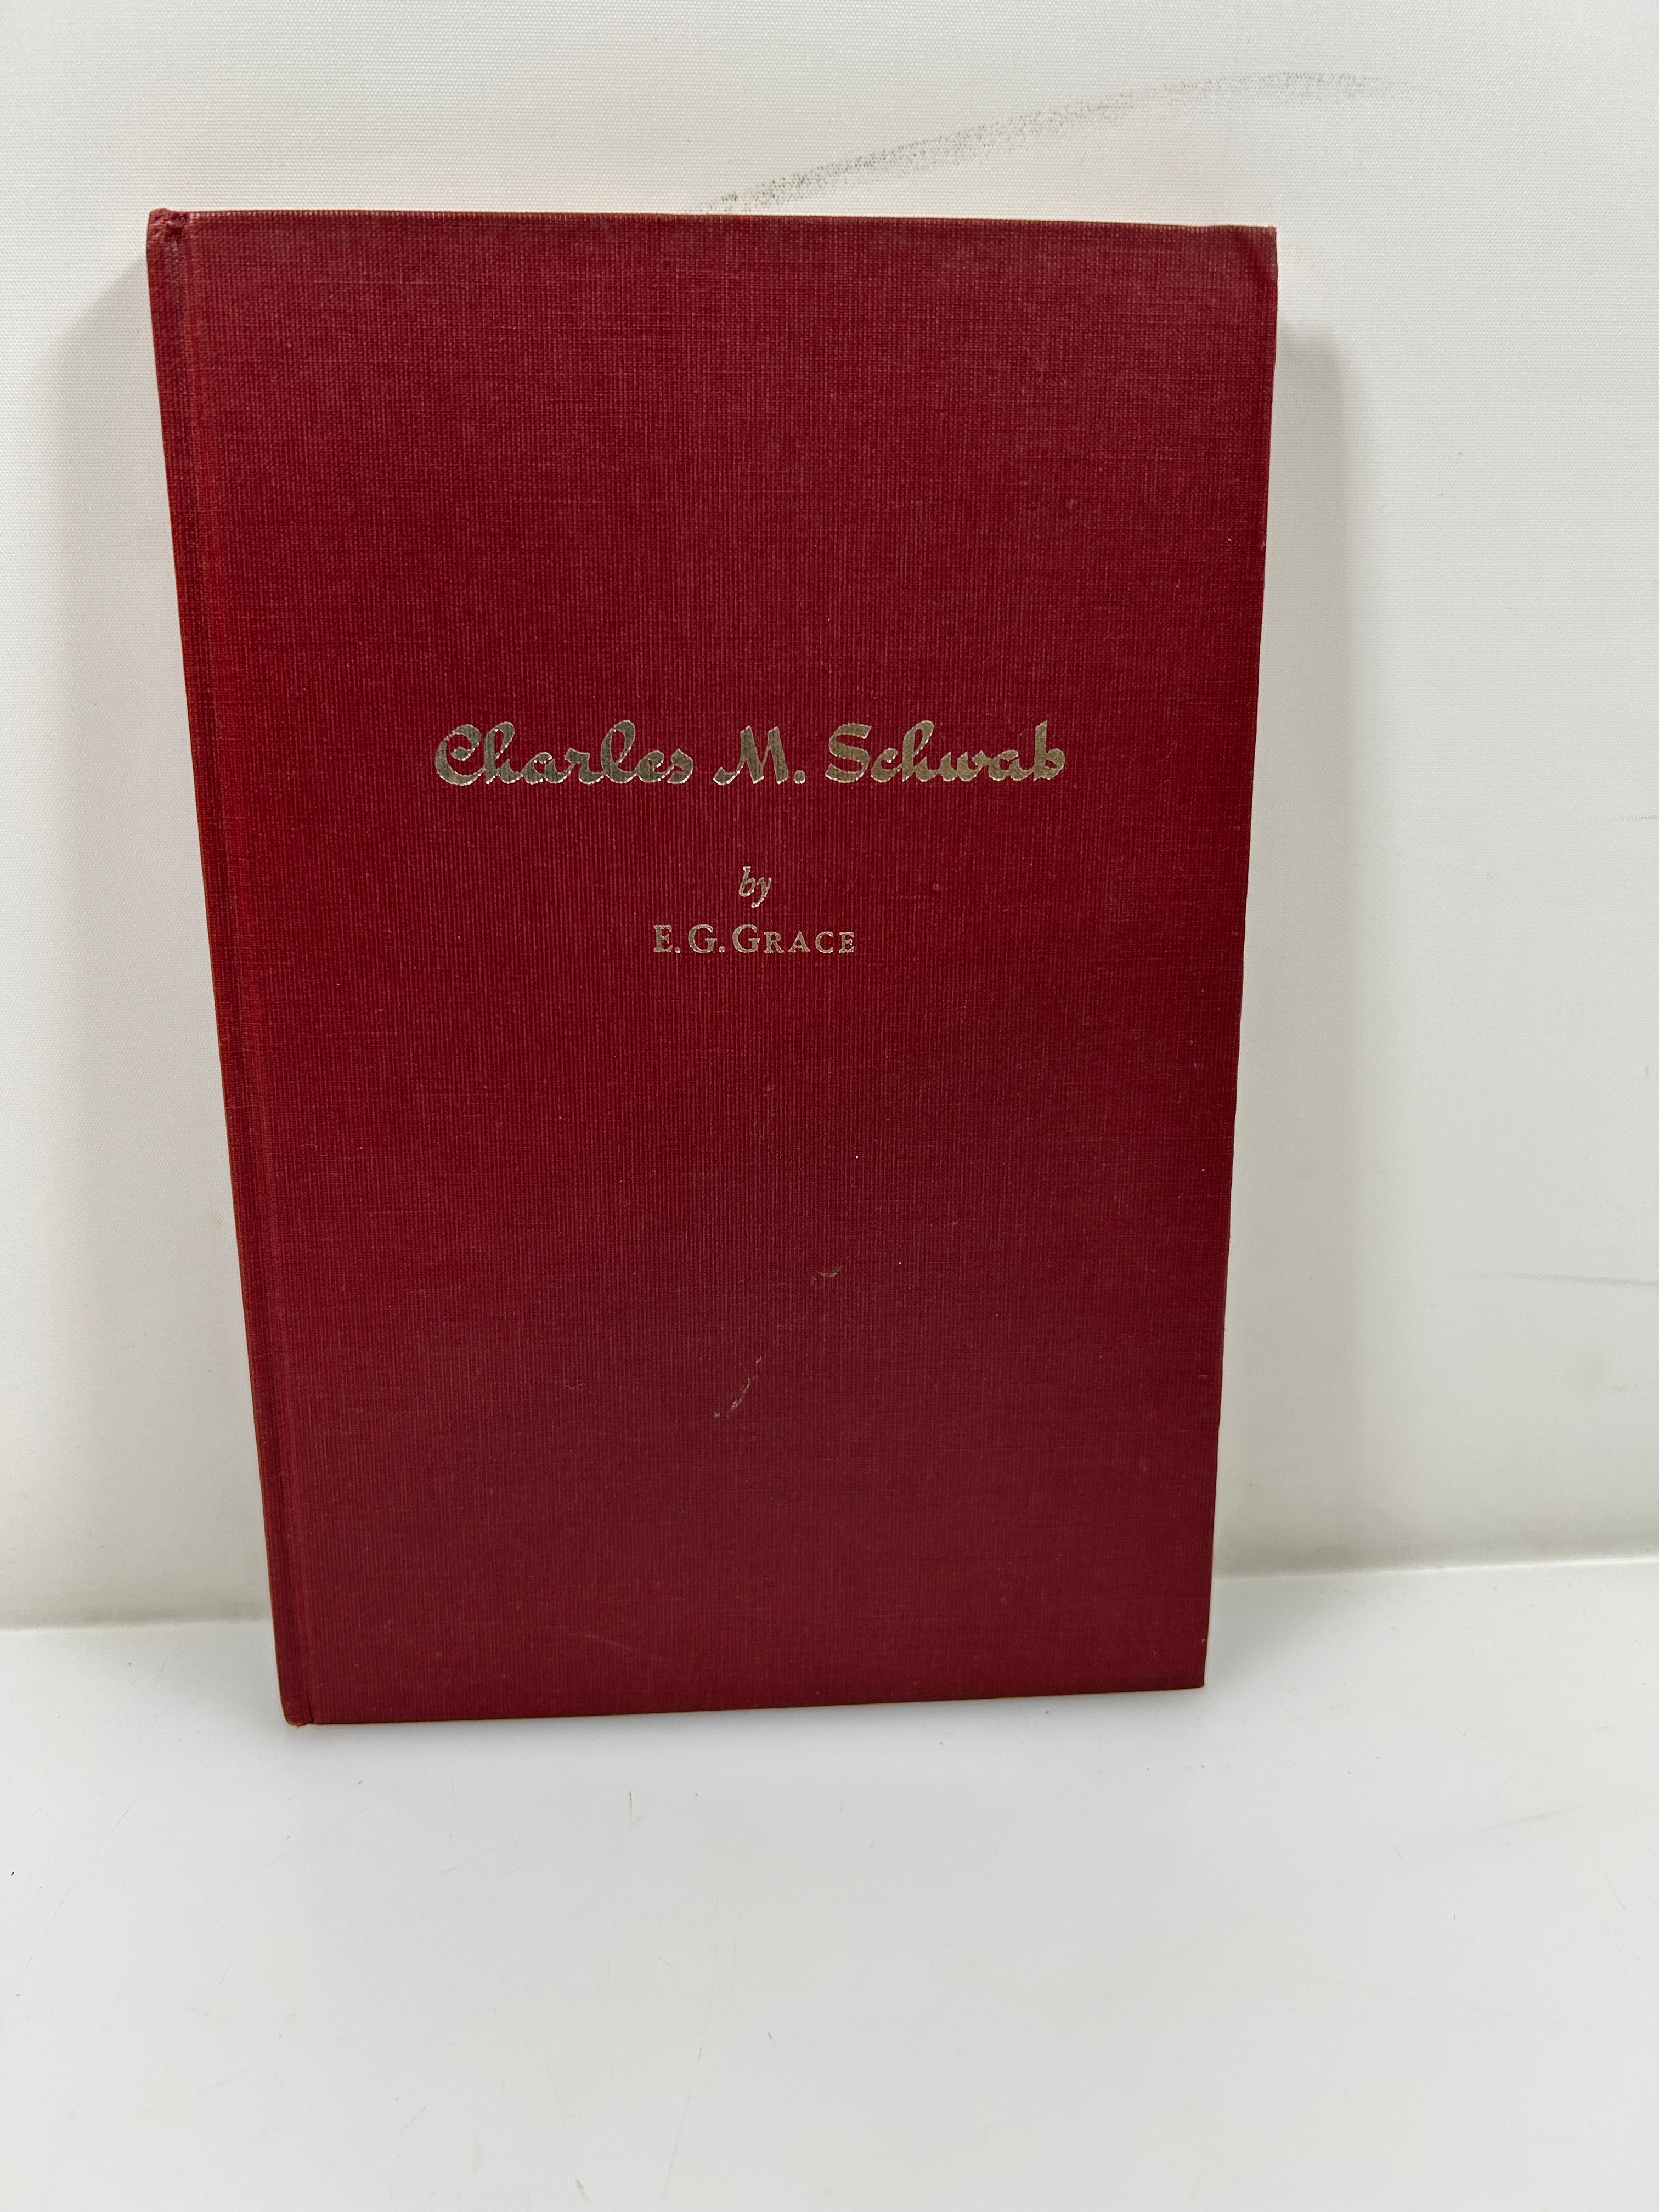 Charles M. Schwab
by
E. G. GRACE